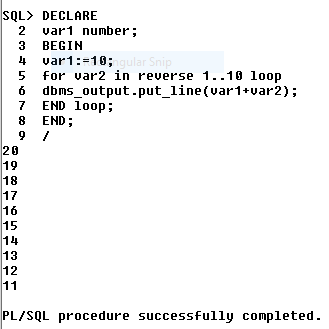 SQL> DECLARE
  2  var1 number;
  3  BEGIN
  4  var1:=10;
  5  for var2 in reverse 1..10 loop
  6  dbms_output.put_line(var1+var2);
  7  END loop;
  8  END;
  9  /
20
19
18
17
16
15
14
13
12
11
PL/SQL procedure successfully completed.